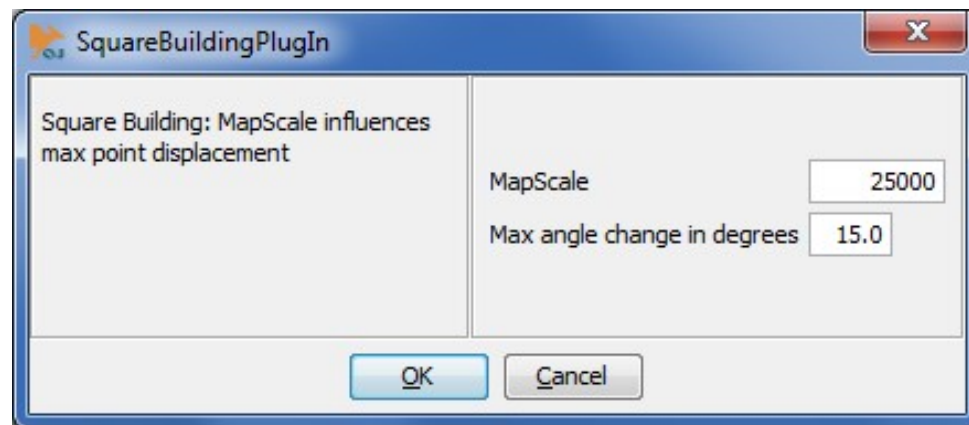 SquareBuildingPlugIn
Square Building: MapScale influences
max point displacement
MapScale 25000
Max angle change in degrees 15.0
OK Cancel